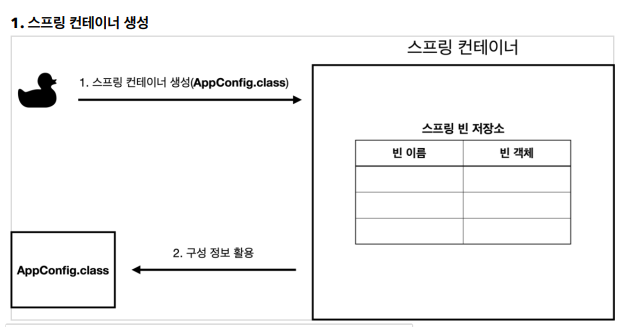 1. 스프링 컨테이너 생성
스프링 컨테이너
1. 스프링 컨테이너 생성(AppConfig.class)
스프링 빈 저장소
빈 이름
빈 객체
2. 구성 정보 활용
AppConfig.class